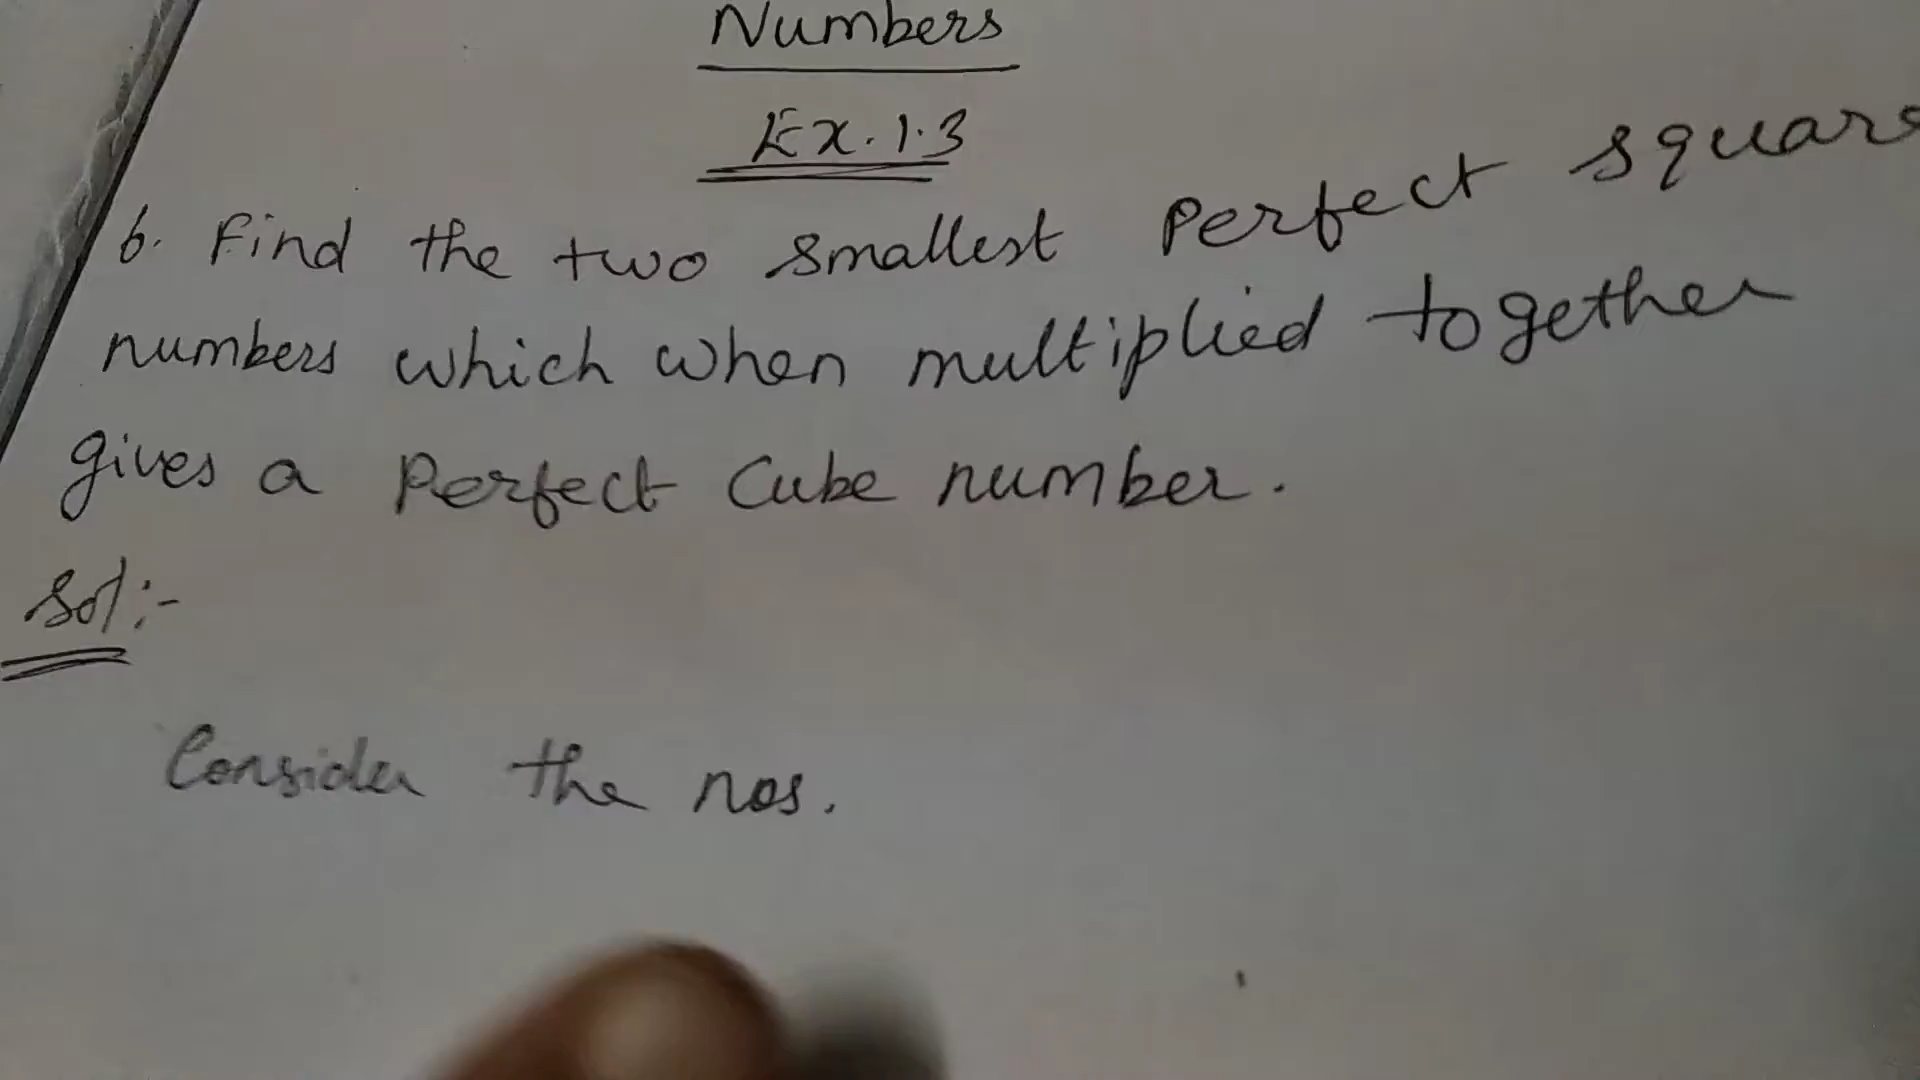 Numbers
Ex. 1.3
6. Find the two smallest Perfect square
numbers which when multiplied together
gives a Perfect Cube number.
Sol:-
Consider the nos.